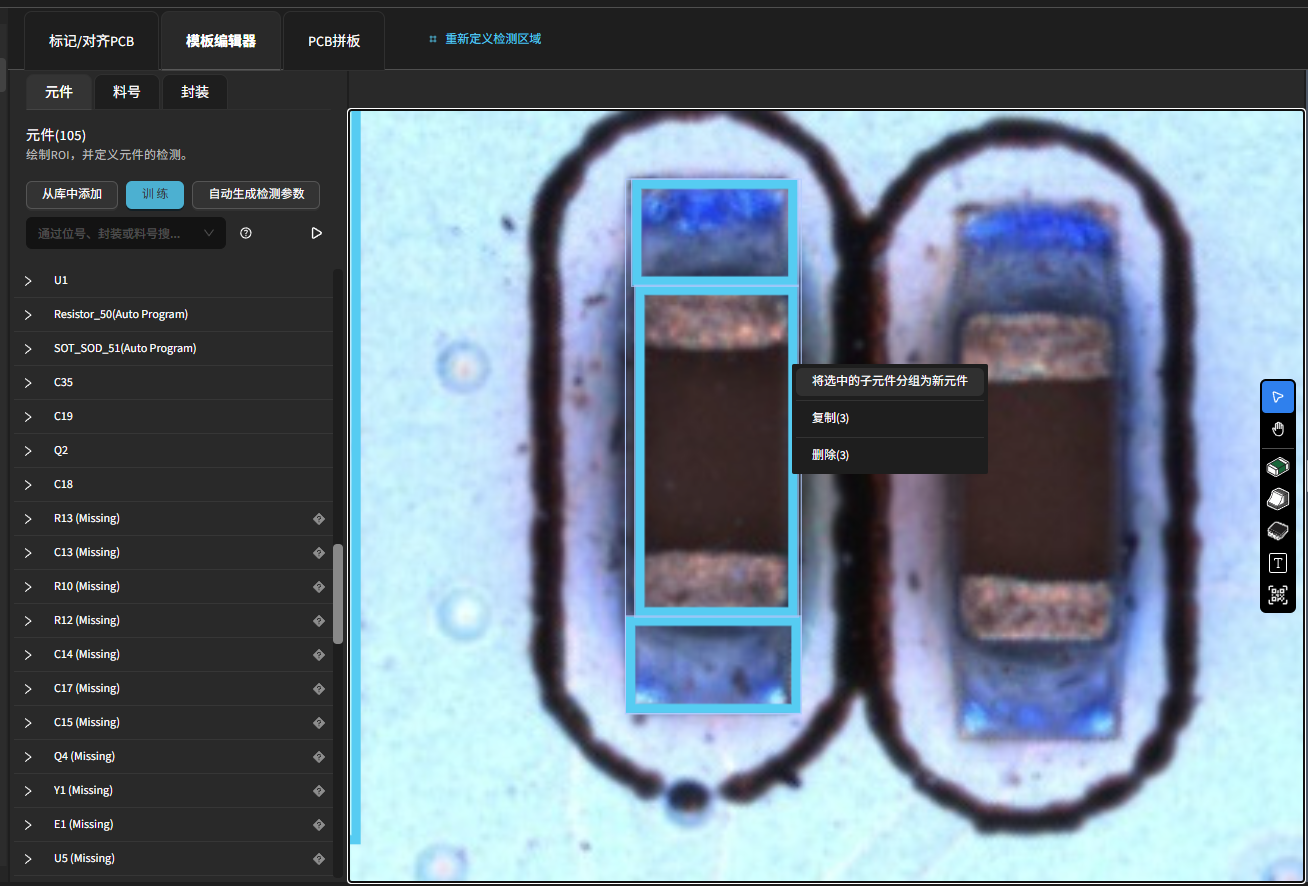 标记/对齐PCB
模板编辑器
PCB拼板
重新定义检测区域
元件
料号
封装
元件(105)
绘制ROI，并定义元件的检测。
从库中添加
训 练
自动生成检测参数
通过位号、封装或料号搜...
U1
Resistor_50(Auto Program)
SOT_SOD_51(Auto Program)
C35
C19
Q2
C18
R13 (Missing)
C13 (Missing)
R10 (Missing)
R12 (Missing)
C14 (Missing)
C17 (Missing)
C15 (Missing)
Q4 (Missing)
Y1 (Missing)
E1 (Missing)
U5 (Missing)
将选中的子元件分组为新元件
复制(3)
删除(3)
T